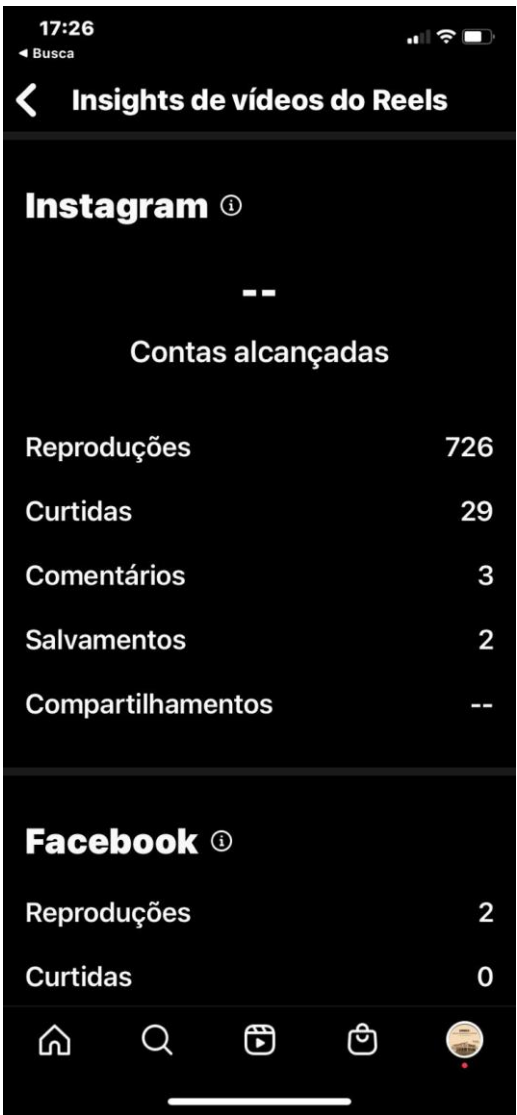 17:26
◀ Busca
Insights de vídeos do Reels
Instagram
--
Contas alcançadas
Reproduções 726
Curtidas 29
Comentários 3
Salvamentos 2
Compartilhamentos --
Facebook
Reproduções 2
Curtidas 0